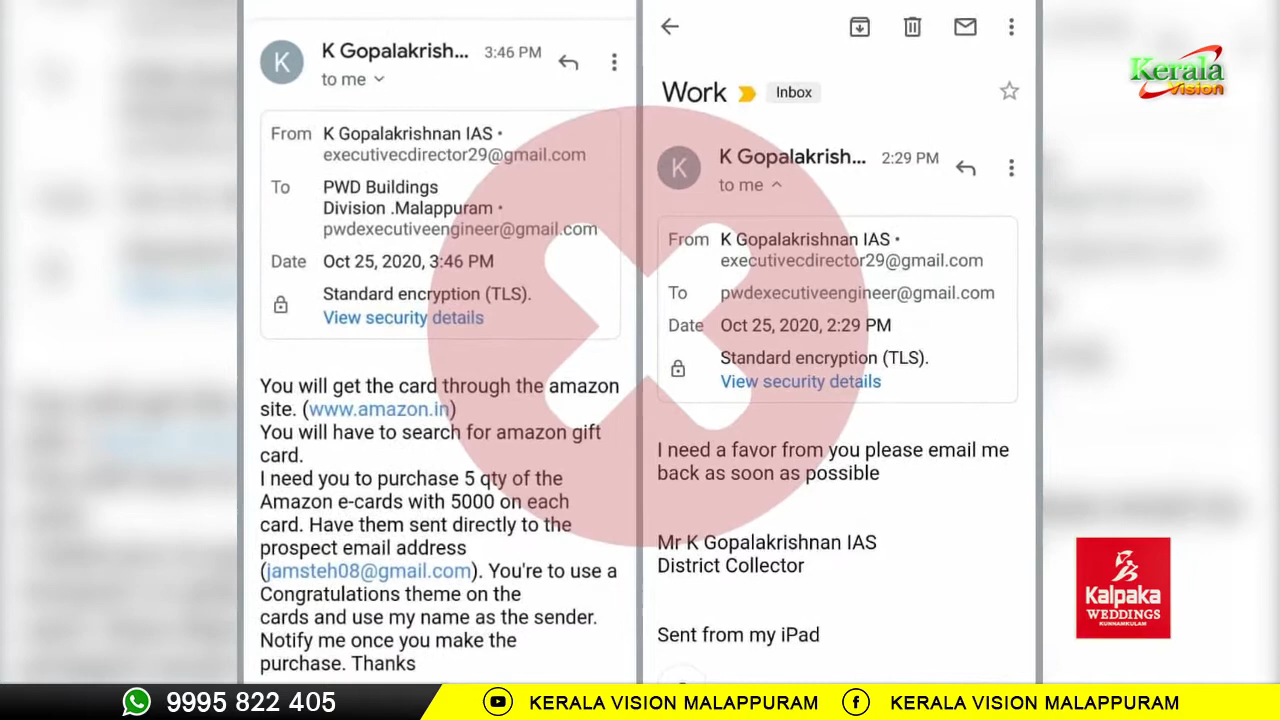 K Gopalakrish... 3:46 PM
K
to me
From K Gopalakrishnan IAS •
executivecdirector29@gmail.com
To PWD Buildings
Division .Malappuram •
pwdexecutiveengineer@gmail.com
Date Oct 25, 2020, 3:46 PM
Standard encryption (TLS).
View security details
You will get the card through the amazon
site. (www.amazon.in)
You will have to search for amazon gift
card.
I need you to purchase 5 qty of the
Amazon e-cards with 5000 on each
card. Have them sent directly to the
prospect email address
(jamsteh08@gmail.com). You're to use a
Congratulations theme on the
cards and use my name as the sender.
Notify me once you make the
purchase. Thanks
Work Inbox
K Gopalakrish... 2:29 PM
K
to me
From K Gopalakrishnan IAS •
executivecdirector29@gmail.com
To pwdexecutiveengineer@gmail.com
Date Oct 25, 2020, 2:29 PM
Standard encryption (TLS).
View security details
I need a favor from you please email me
back as soon as possible
Mr K Gopalakrishnan IAS
District Collector
Sent from my iPad
Kerala
Vision
Kalpaka
WEDDINGS
KUNNAMKULAM
9995 822 405
KERALA VISION MALAPPURAM
KERALA VISION MALAPPURAM